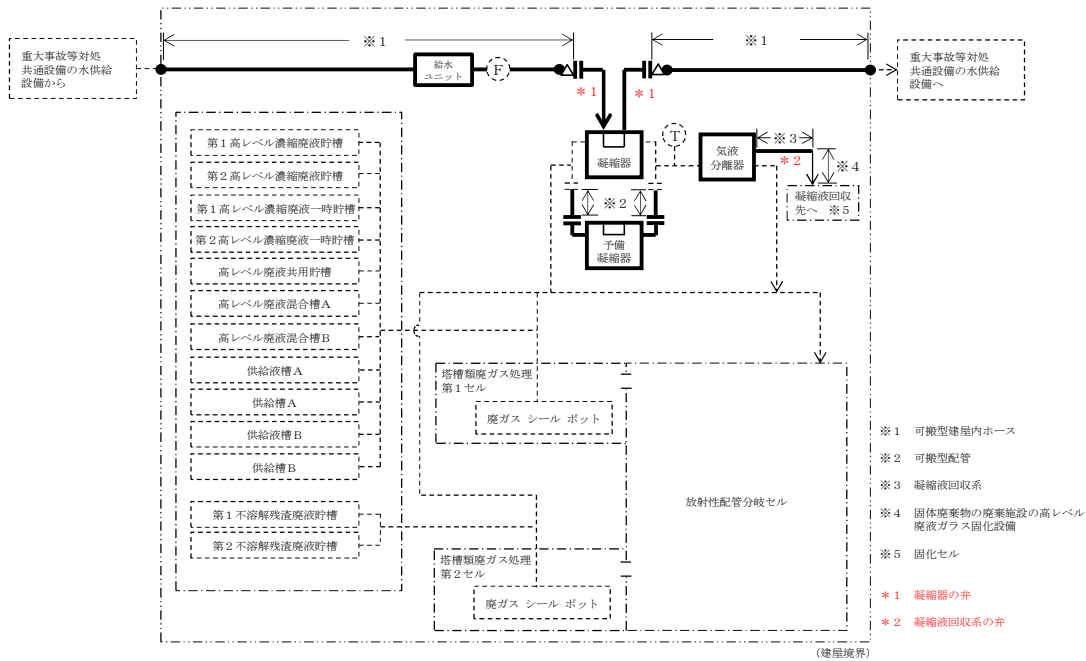 ※１
※１
重大事故等対処
共通設備の水供給
設備から
給水
ユニット
F
＊１
＊１
重大事故等対処
共通設備の水供給
設備へ
第１高レベル濃縮廃液貯槽
第２高レベル濃縮廃液貯槽
第１高レベル濃縮廃液一時貯槽
第２高レベル濃縮廃液一時貯槽
高レベル廃液共用貯槽
高レベル廃液混合槽Ａ
高レベル廃液混合槽Ｂ
供給液槽Ａ
供給槽Ａ
供給液槽Ｂ
供給槽Ｂ
第１不溶解残渣廃液貯槽
第２不溶解残渣廃液貯槽
凝縮器
T
気液
分離器
※３
＊２
※４
凝縮液回収
先へ　※５
※２
予備
凝縮器
塔槽類廃ガス処理
第１セル
廃ガス シール ポット
放射性配管分岐セル
塔槽類廃ガス処理
第２セル
廃ガス シール ポット
※１　可搬型建屋内ホース
※２　可搬型配管
※３　凝縮液回収系
※４　固体廃棄物の廃棄施設の高レベル
廃液ガラス固化設備
※５　固化セル
＊１　凝縮器の弁
＊２　凝縮液回収系の弁
（建屋境界）